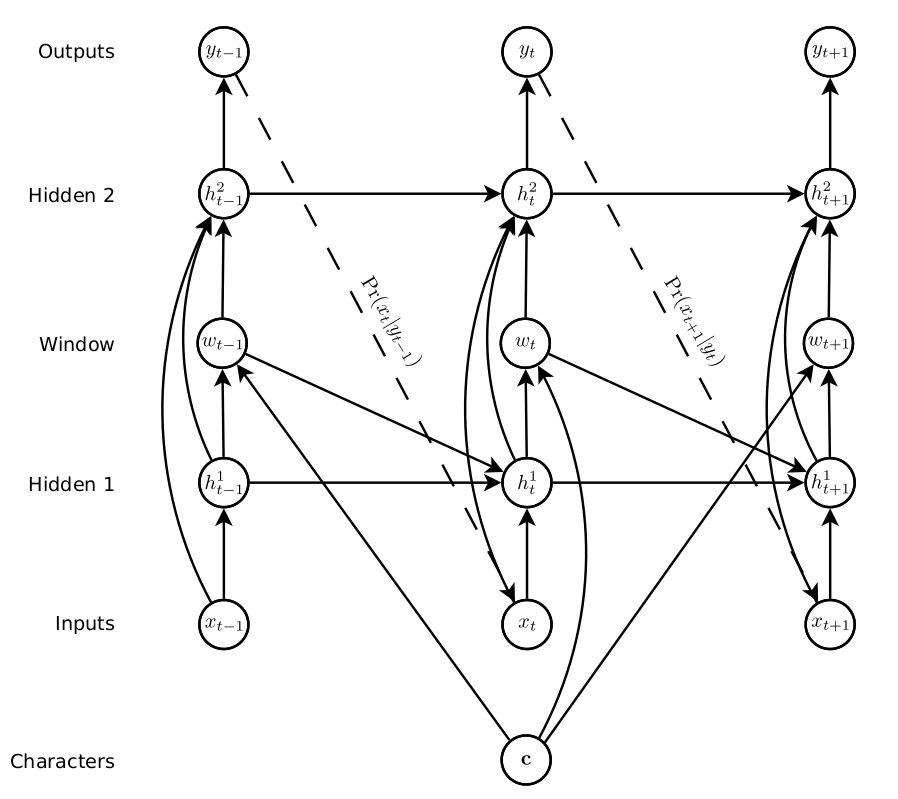 Outputs y_{t−1} y_t y_{t+1}
Hidden 2 h^2_{t−1} h^2_t h^2_{t+1}
Pr(x_t|y_{t−1}) Pr(x_{t+1}|y_t)
Window w_{t−1} w_t w_{t+1}
Hidden 1 h^1_{t−1} h^1_t h^1_{t+1}
Inputs x_{t−1} x_t x_{t+1}
Characters c